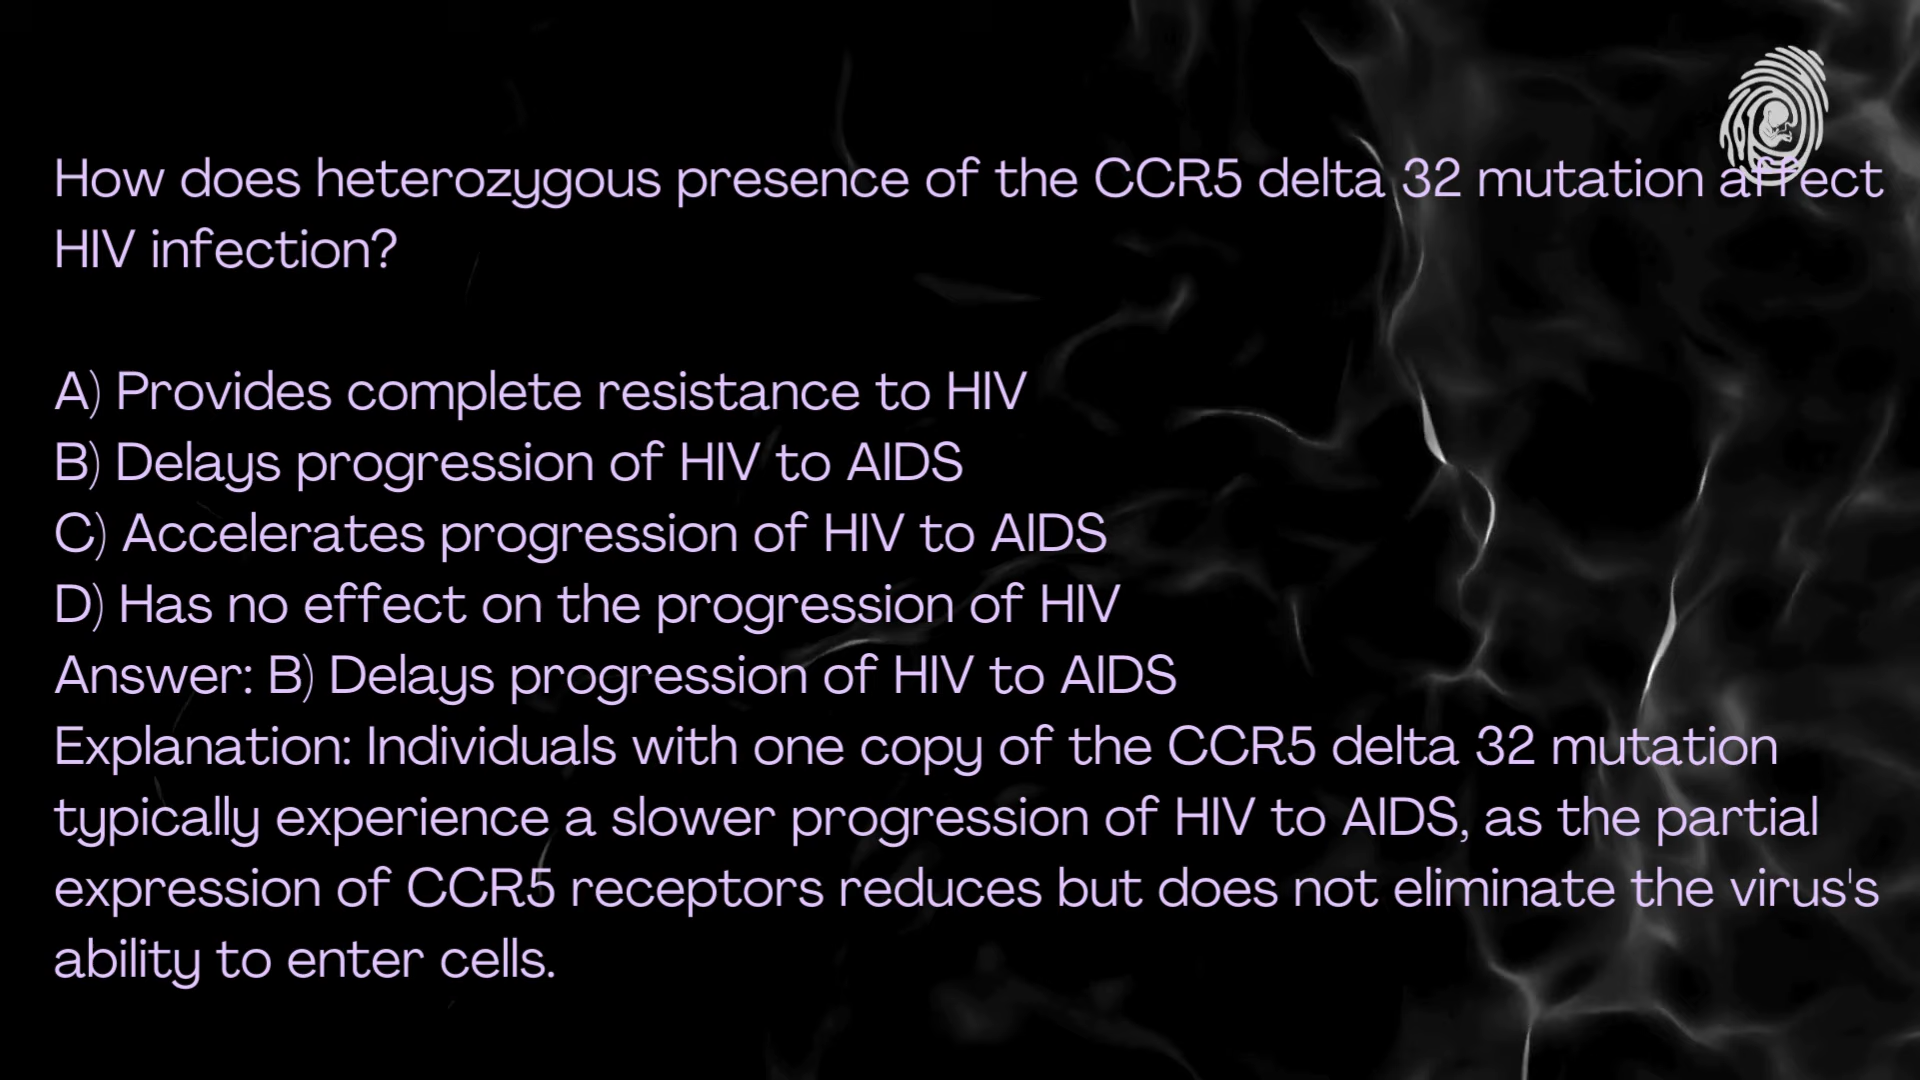 How does heterozygous presence of the CCR5 delta 32 mutation affect
HIV infection?
A) Provides complete resistance to HIV
B) Delays progression of HIV to AIDS
C) Accelerates progression of HIV to AIDS
D) Has no effect on the progression of HIV
Answer: B) Delays progression of HIV to AIDS
Explanation: Individuals with one copy of the CCR5 delta 32 mutation
typically experience a slower progression of HIV to AIDS, as the partial
expression of CCR5 receptors reduces but does not eliminate the virus's
ability to enter cells.